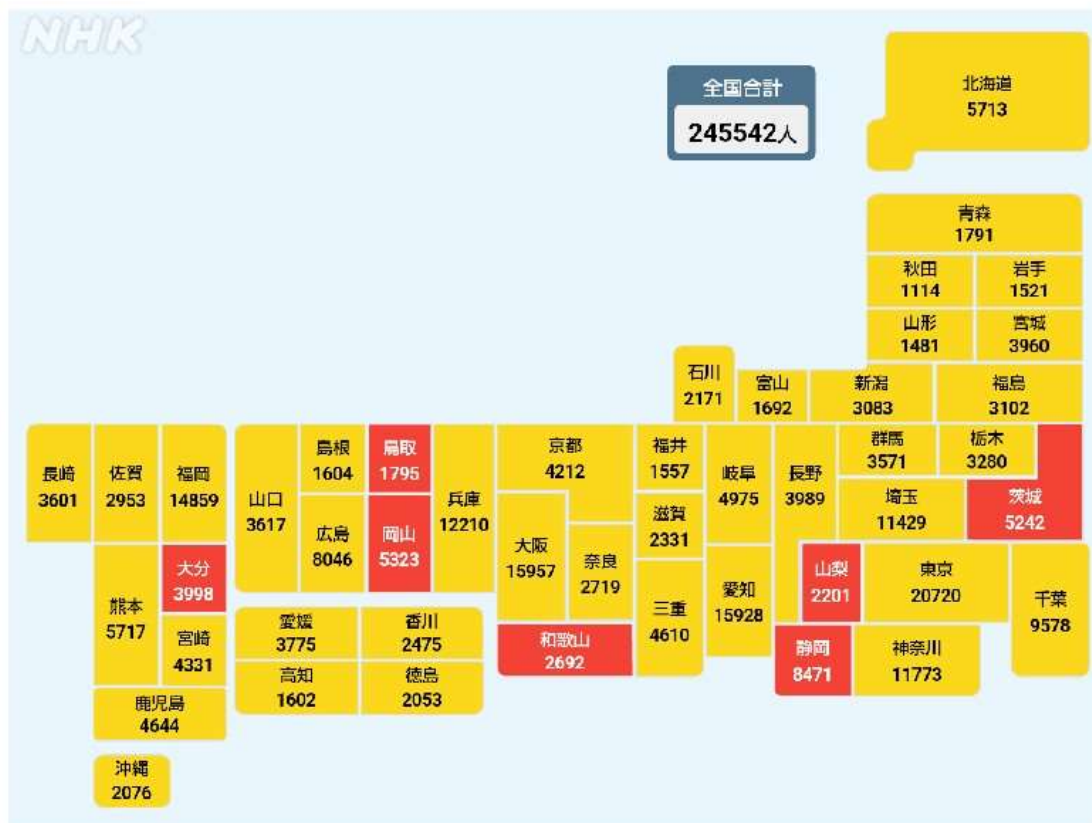 NHK
全国合計
245542人
北海道
5713
青森
1791
秋田
1114
岩手
1521
山形
1481
宮城
3960
石川
2171
富山
1692
新潟
3083
福島
3102
長崎
3601
佐賀
2953
福岡
14859
山口
3617
島根
1604
鳥取
1795
兵庫
12210
京都
4212
福井
1557
岐阜
4975
長野
3989
群馬
3571
栃木
3280
茨城
5242
埼玉
11429
広島
8046
岡山
5323
大阪
15957
奈良
2719
滋賀
2331
大分
3998
熊本
5717
宮崎
4331
愛媛
3775
香川
2475
和歌山
2692
三重
4610
愛知
15928
山梨
2201
東京
20720
千葉
9578
静岡
8471
神奈川
11773
高知
1602
徳島
2053
鹿児島
4644
沖縄
2076